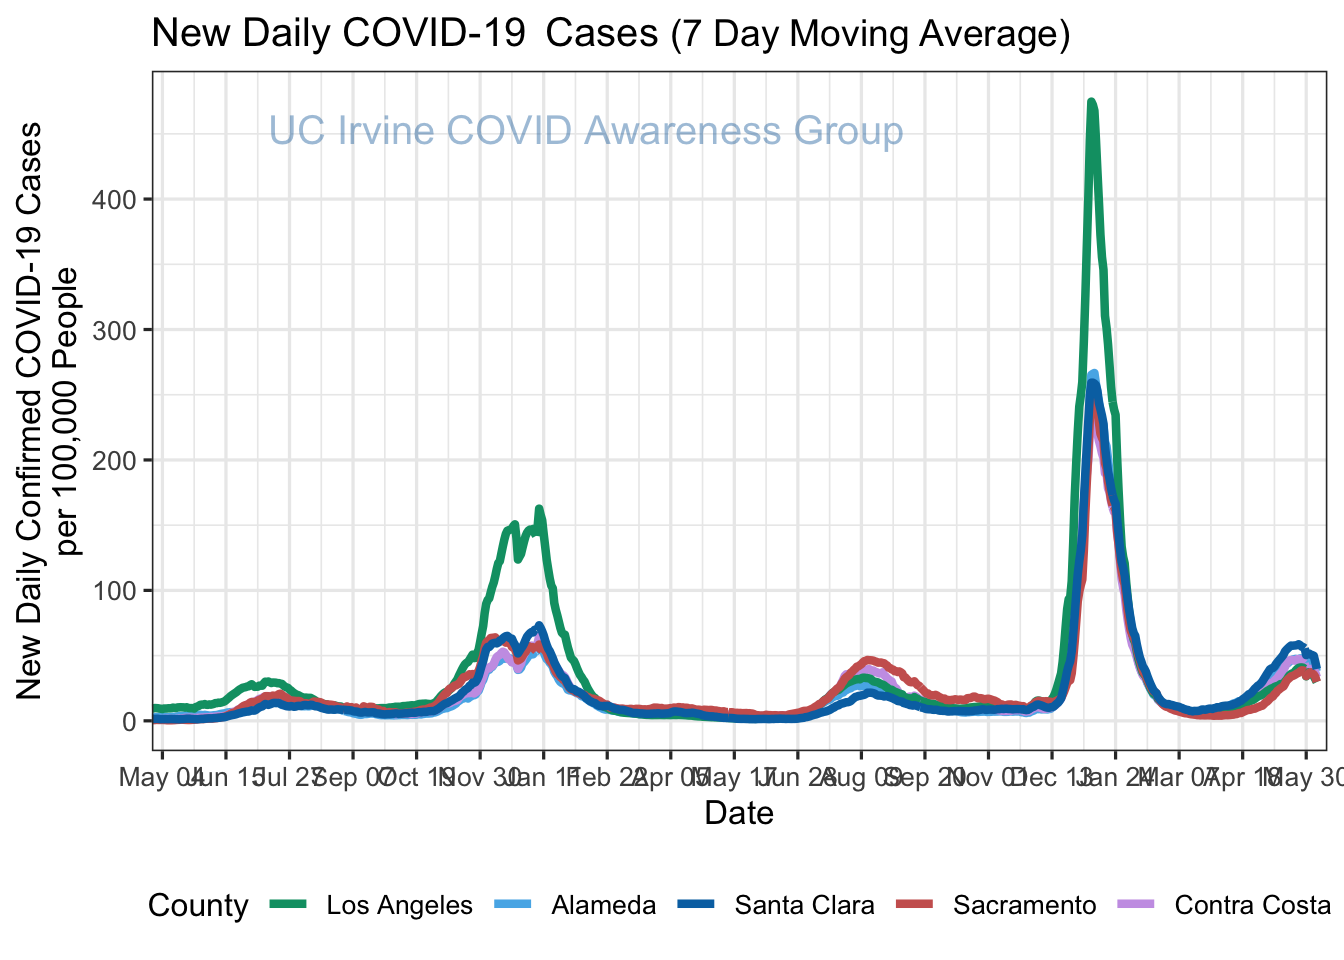 New Daily COVID-19 Cases (7 Day Moving Average)
UC Irvine COVID Awareness Group
New Daily Confirmed COVID-19 Cases
per 100,000 People
400
300
200
100
0
May 04 Jun 15 Jul 27 Sep 07 Oct 19 Nov 30 Jan 11 Feb 22 Apr 05 May 17 Jun 28 Aug 09 Sep 20 Nov 01 Dec 13 Jan 24 Mar 07 Apr 18 May 30
Date
County Los Angeles Alameda Santa Clara Sacramento Contra Costa